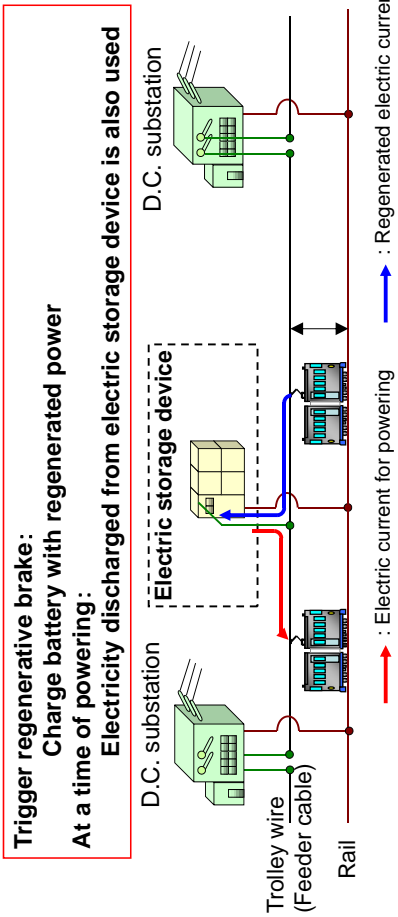 Trigger regenerative brake:
Charge battery with regenerated power
At a time of powering:
Electricity discharged from electric storage device is also used
D.C. substation
Electric storage device
D.C. substation
Trolley wire
(Feeder cable)
Rail
: Electric current for powering
: Regenerated electric current